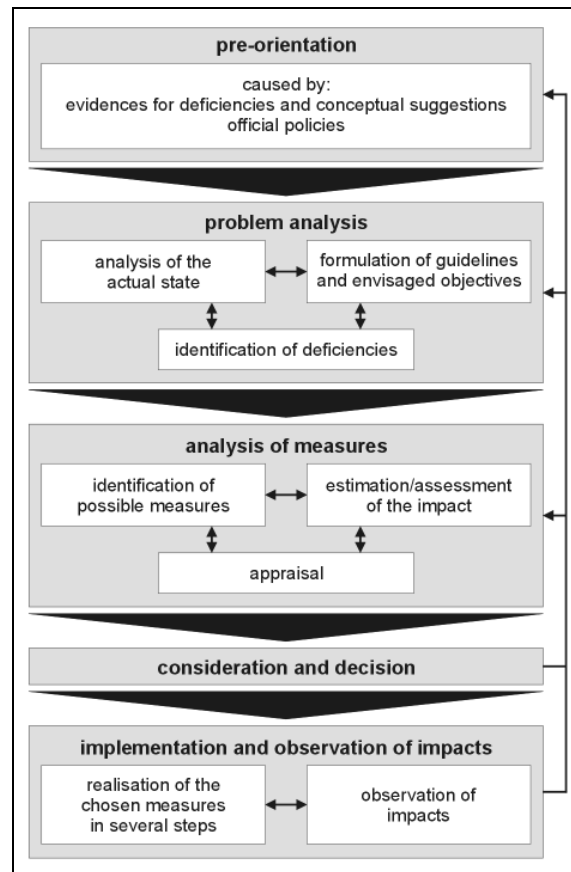 pre-orientation
caused by:
evidences for deficiencies and conceptual suggestions
official policies
problem analysis
analysis of the
actual state
formulation of guidelines
and envisaged objectives
identification of deficiencies
analysis of measures
identification of
possible measures
estimation/assessment
of the impact
appraisal
consideration and decision
implementation and observation of impacts
realisation of the
chosen measures
in several steps
observation of
impacts